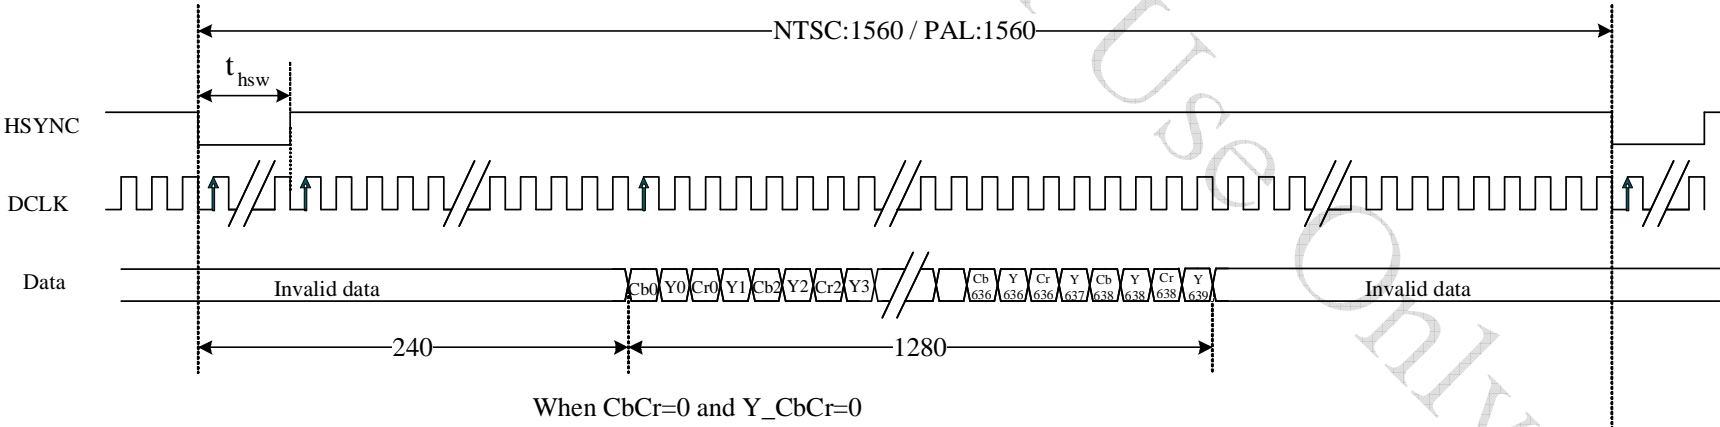 NTSC:1560 / PAL:1560
t hsw
HSYNC
DCLK
Data
Invalid data
Cb0 Y0 Cr0 Y1 Cb2 Y2 Cr2 Y3
Cb 636 Y 636 Cr 636 Y 637 Cb 638 Y 638 Cr 638 Y 639
Invalid data
240
1280
When CbCr=0 and Y_CbCr=0
Use Only